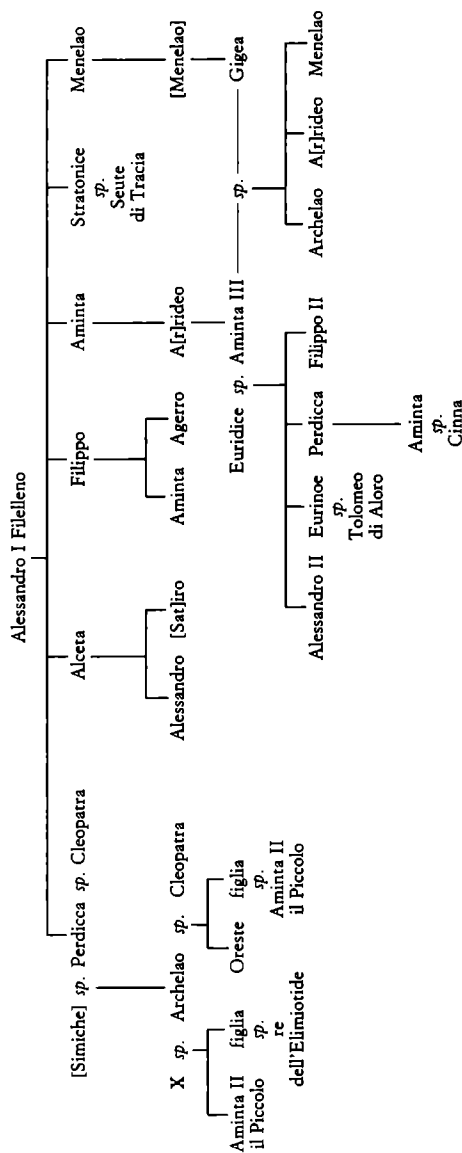 Alessandro I Filelleno
[Simiche] sp. Perdicca sp. Cleopatra
Alceta
Filippo
Aminta
Stratonice
sp.
Seute
di Tracia
Menelao
X sp. Archelao sp. Cleopatra
Alessandro [Sat]iro
Aminta Agerro
A[r]rideo
[Menelao]
Aminta II
il Piccolo
figlia
sp.
re
dell'Elimiotide
Oreste
figlia
sp.
Aminta II
il Piccolo
Euridice sp. Aminta III
sp.
Gigea
Alessandro II
Eurinoe
sp.
Tolomeo
di Aloro
Perdicca
Filippo II
Archelao
A[r]rideo
Menelao
Aminta
sp.
Cinna